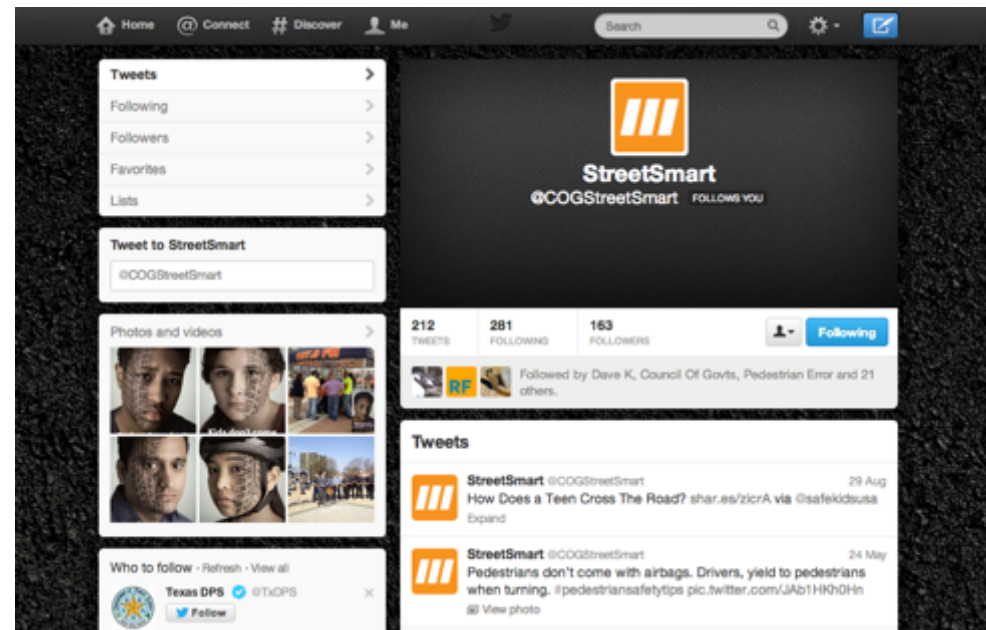 Home Connect Discover Me Search
Tweets
Following
Followers
Favorites
Lists
Tweet to StreetSmart
@COGStreetSmart
Photos and videos
Kids don't come
Who to follow · Refresh · View all
Texas DPS @TxDPS
Follow
StreetSmart
@COGStreetSmart FOLLOWS YOU
212 281 163
TWEETS FOLLOWING FOLLOWERS
Following
RF
Followed by Dave K, Council Of Govts, Pedestrian Error and 21
others.
Tweets
StreetSmart @COGStreetSmart 29 Aug
How Does a Teen Cross The Road? shar.es/zicrA via @safekidsusa
Expand
StreetSmart @COGStreetSmart 24 May
Pedestrians don't come with airbags. Drivers, yield to pedestrians
when turning. #pedestriansafetytips pic.twitter.com/JAb1HKh0Hn
View photo